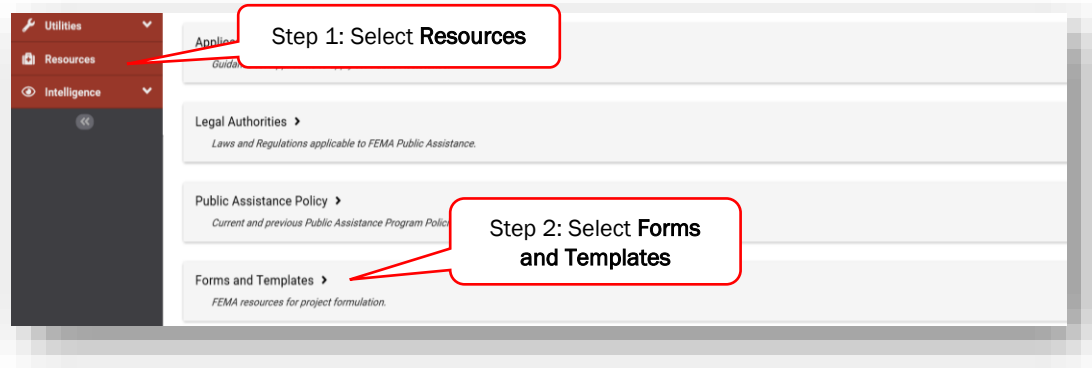 Utilities
Resources
Intelligence
Step 1: Select Resources
Legal Authorities
Laws and Regulations applicable to FEMA Public Assistance.
Public Assistance Policy
Current and previous Public Assistance Program
Step 2: Select Forms
and Templates
Forms and Templates
FEMA resources for project formulation.